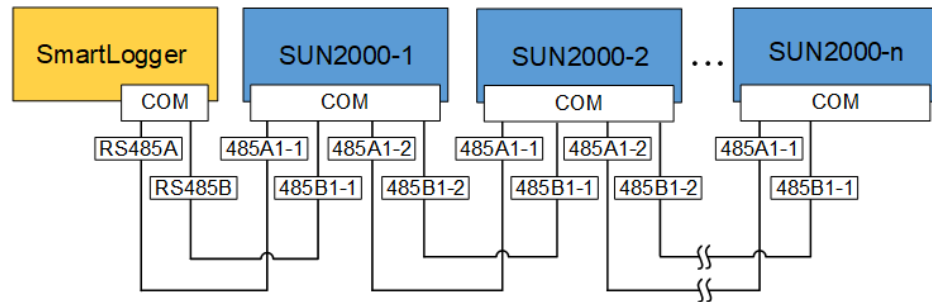 SmartLogger
SUN2000-1
SUN2000-2
...
SUN2000-n
COM
COM
COM
COM
RS485A
485A1-1
485A1-2
485A1-1
485A1-2
485A1-1
RS485B
485B1-1
485B1-2
485B1-1
485B1-2
485B1-1